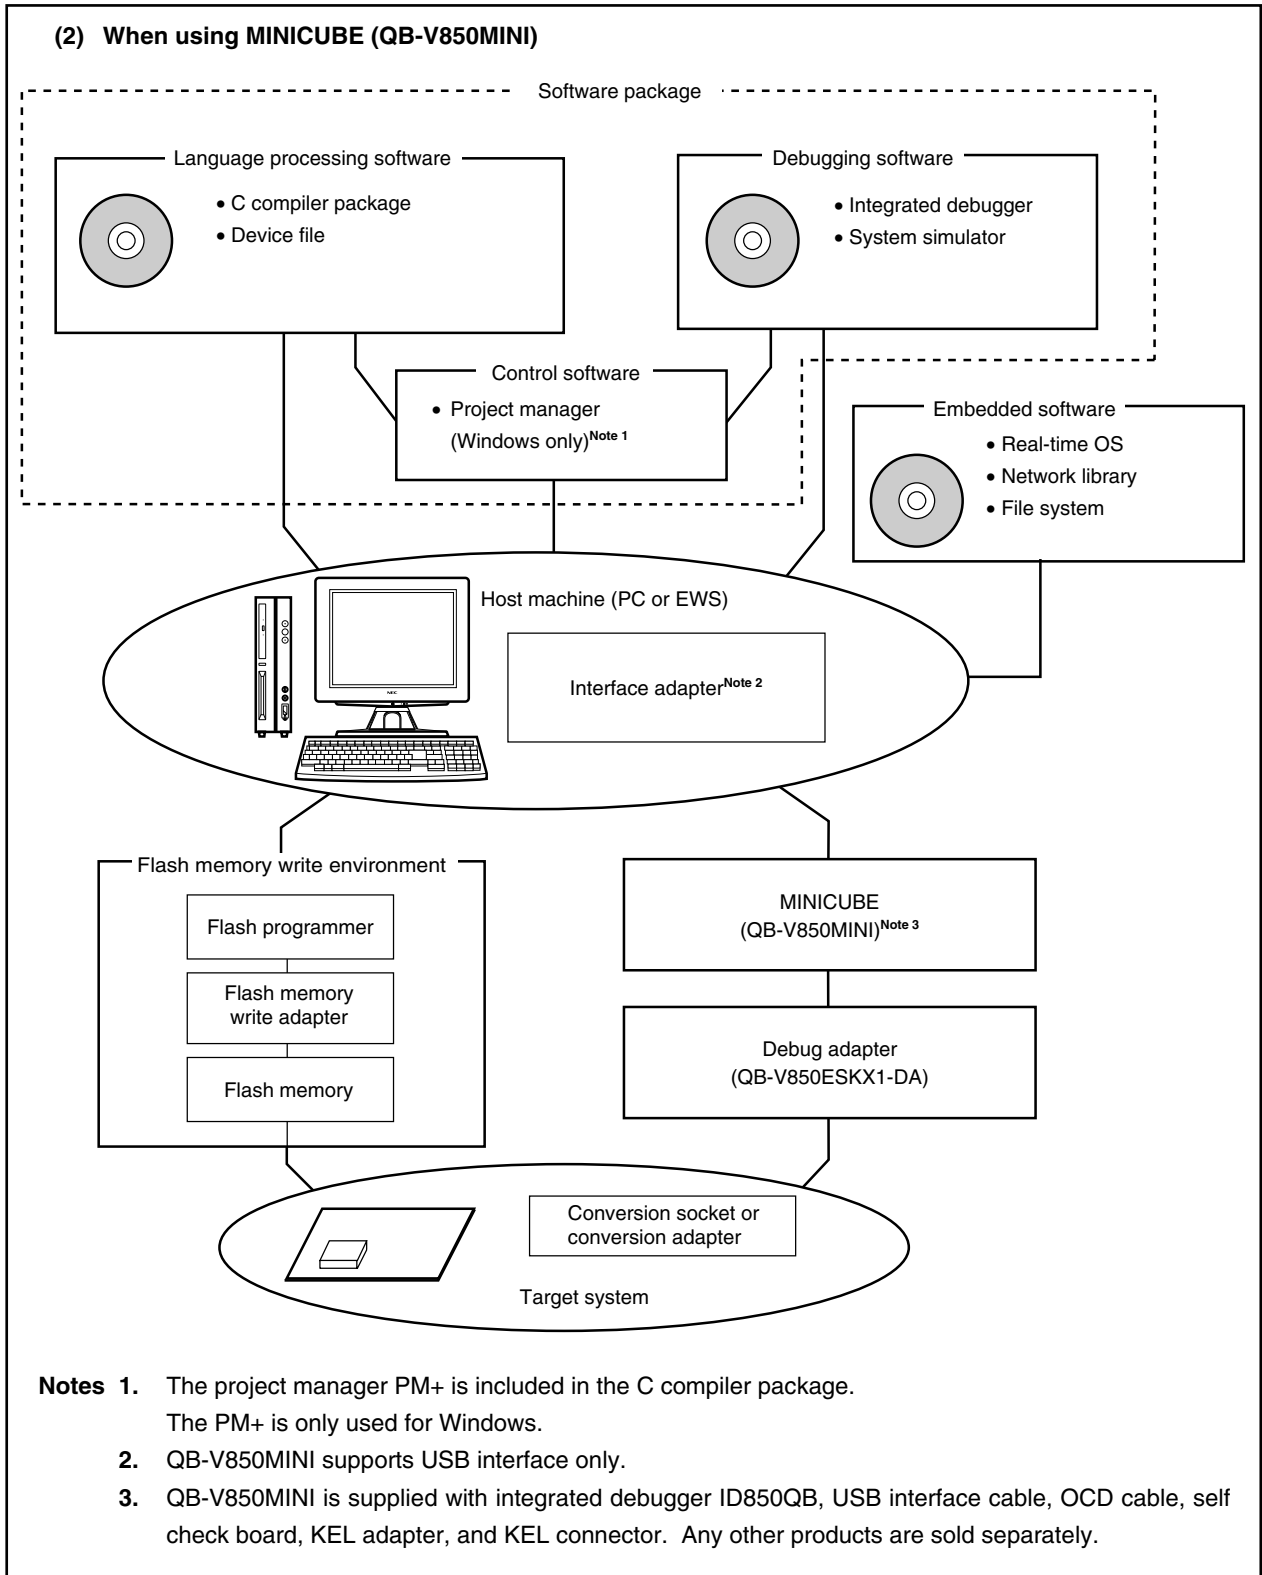 (2) When using MINICUBE (QB-V850MINI)
Software package
Language processing software
• C compiler package
• Device file
Debugging software
• Integrated debugger
• System simulator
Control software
• Project manager
(Windows only)Note 1
Embedded software
• Real-time OS
• Network library
• File system
Host machine (PC or EWS)
Interface adapterNote 2
NEC
Flash memory write environment
Flash programmer
Flash memory
write adapter
Flash memory
MINICUBE
(QB-V850MINI)Note 3
Debug adapter
(QB-V850ESKX1-DA)
Conversion socket or
conversion adapter
Target system
Notes 1. The project manager PM+ is included in the C compiler package.
The PM+ is only used for Windows.
2. QB-V850MINI supports USB interface only.
3. QB-V850MINI is supplied with integrated debugger ID850QB, USB interface cable, OCD cable, self
check board, KEL adapter, and KEL connector. Any other products are sold separately.